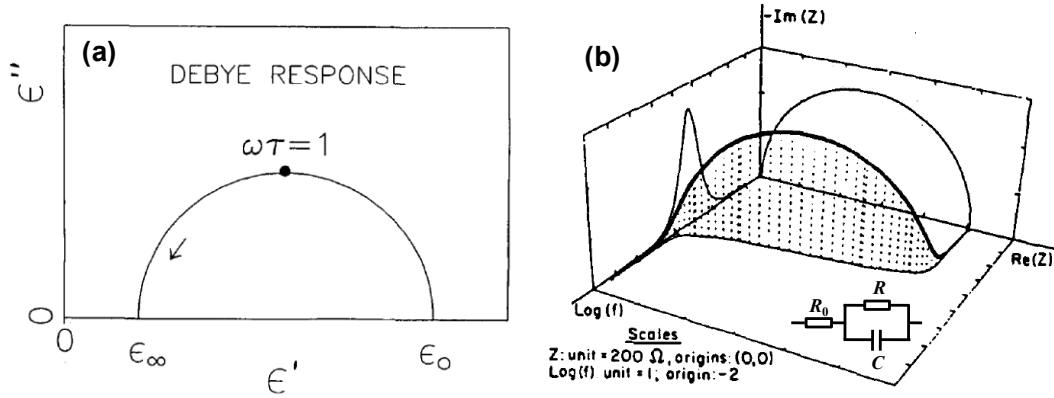 (a)
DEBYE RESPONSE
ωτ=1
ϵ''
0
0
ϵ∞
ϵo
ϵ'
(b)
-Im(Z)
Re(Z)
Log(f)
R0
R
C
Scales
Z: unit = 200 Ω, origins: (0,0)
Log(f): unit = 1; origin: -2